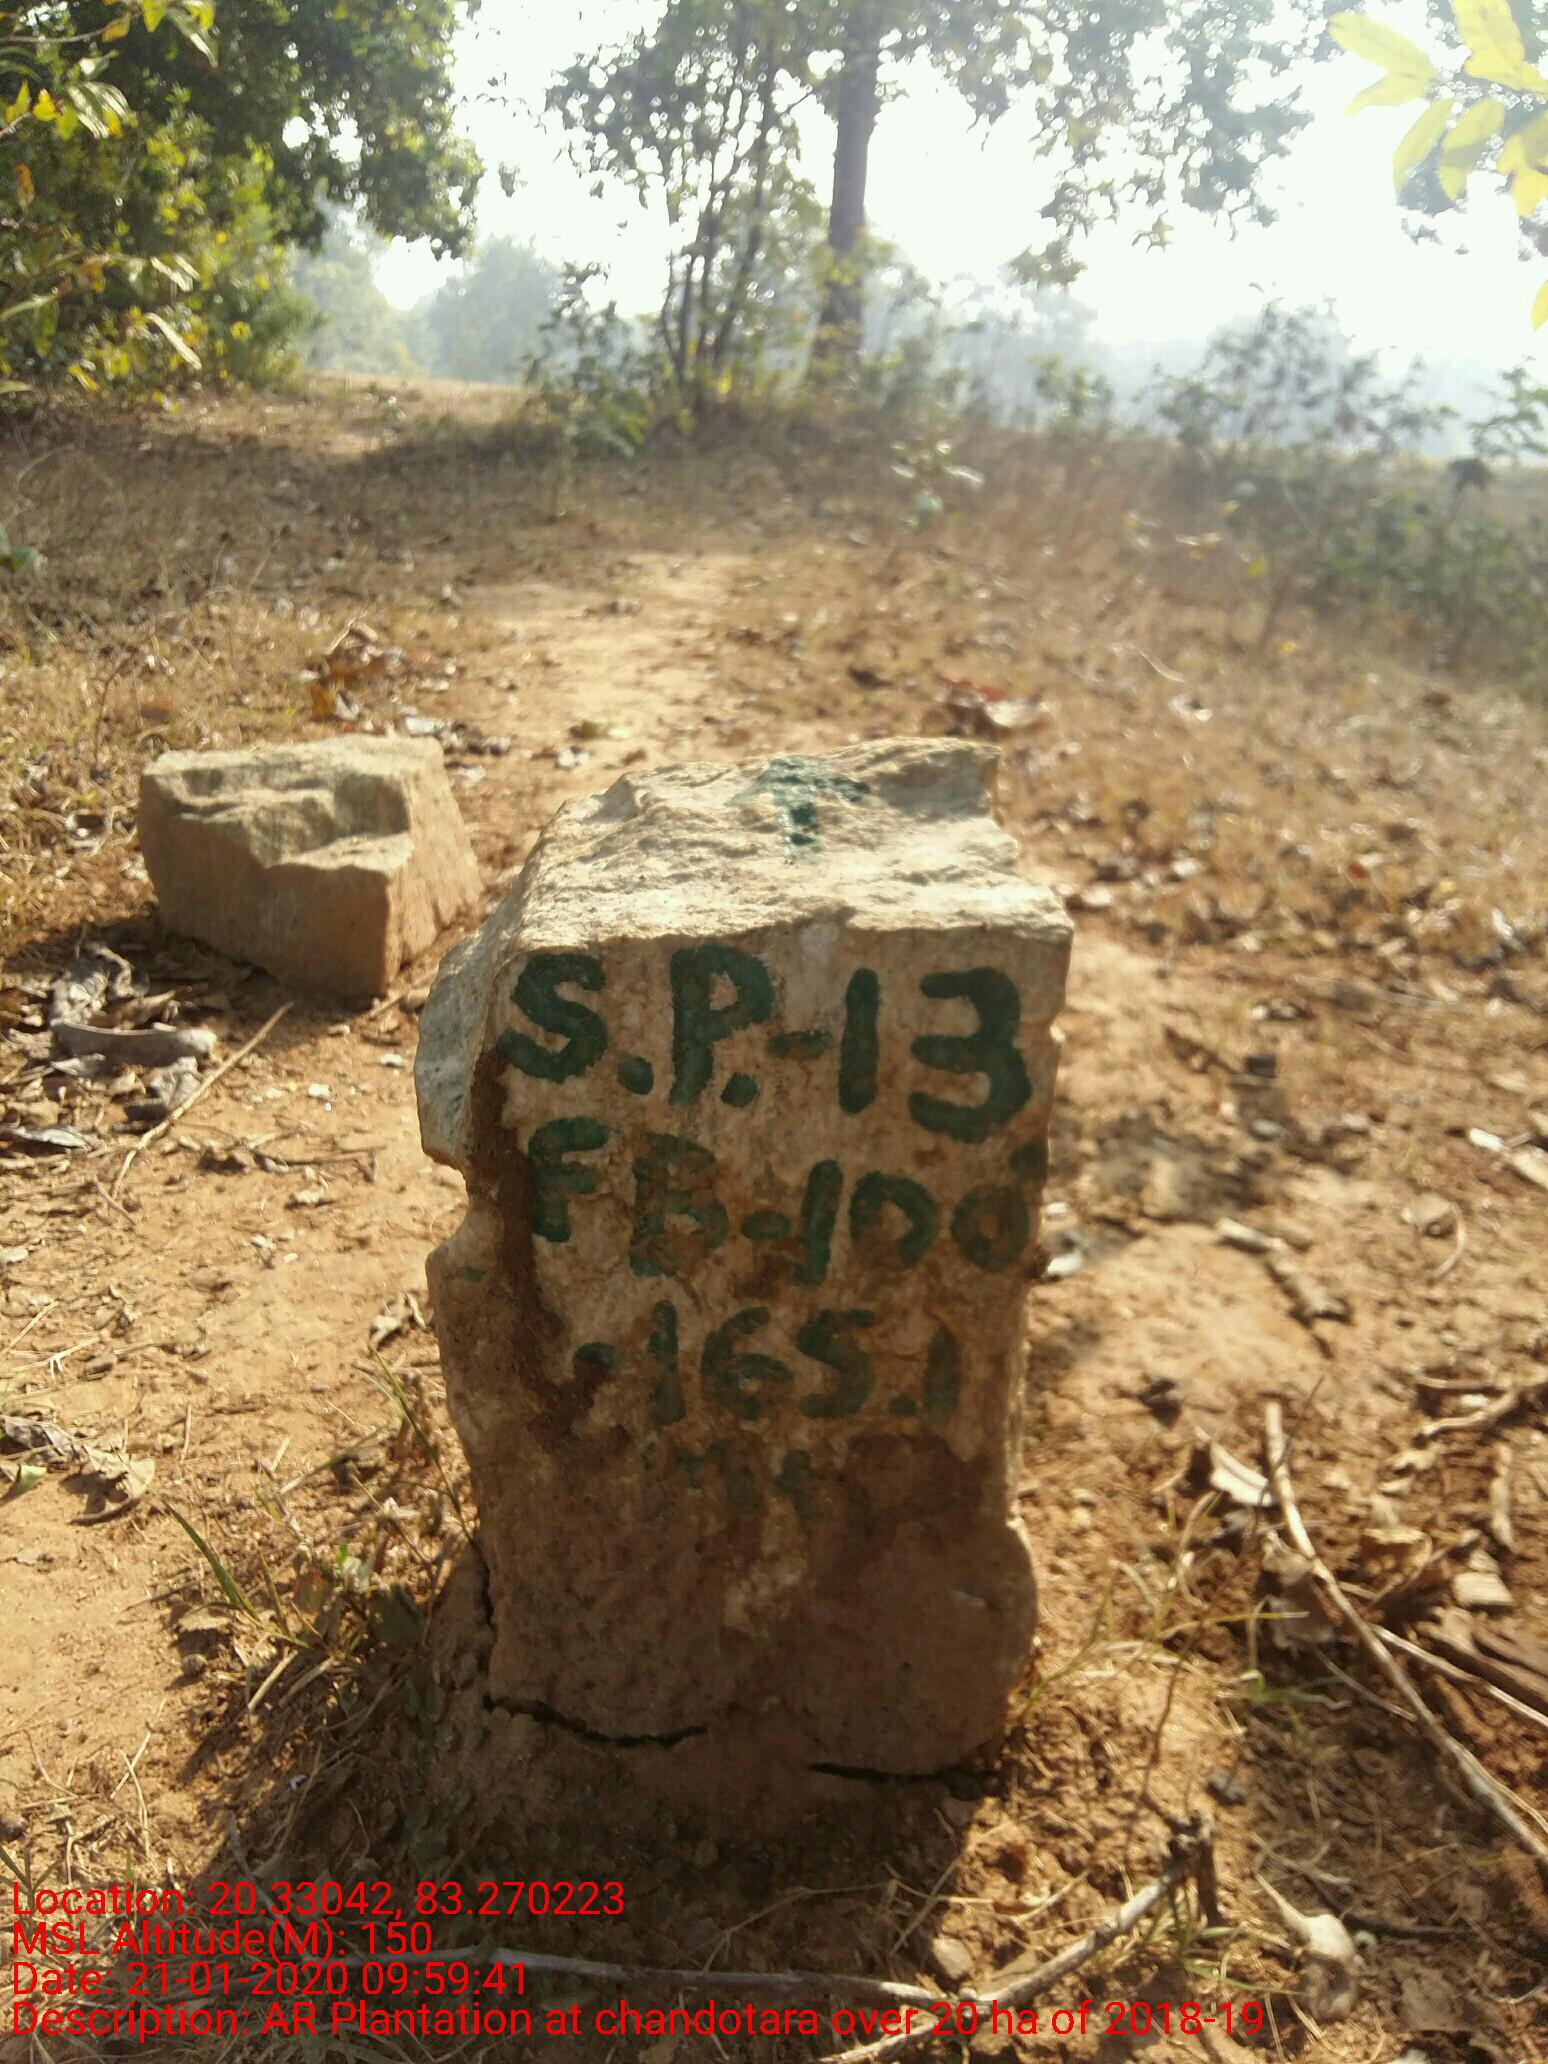 S.P.-13
FB-100°
-165.1
Location: 20.33042, 83.270223
MSL Altitude(M): 150
Date: 21-01-2020 09:59:41
Description: AR Plantation at chandotara over 20 ha of 2018-19